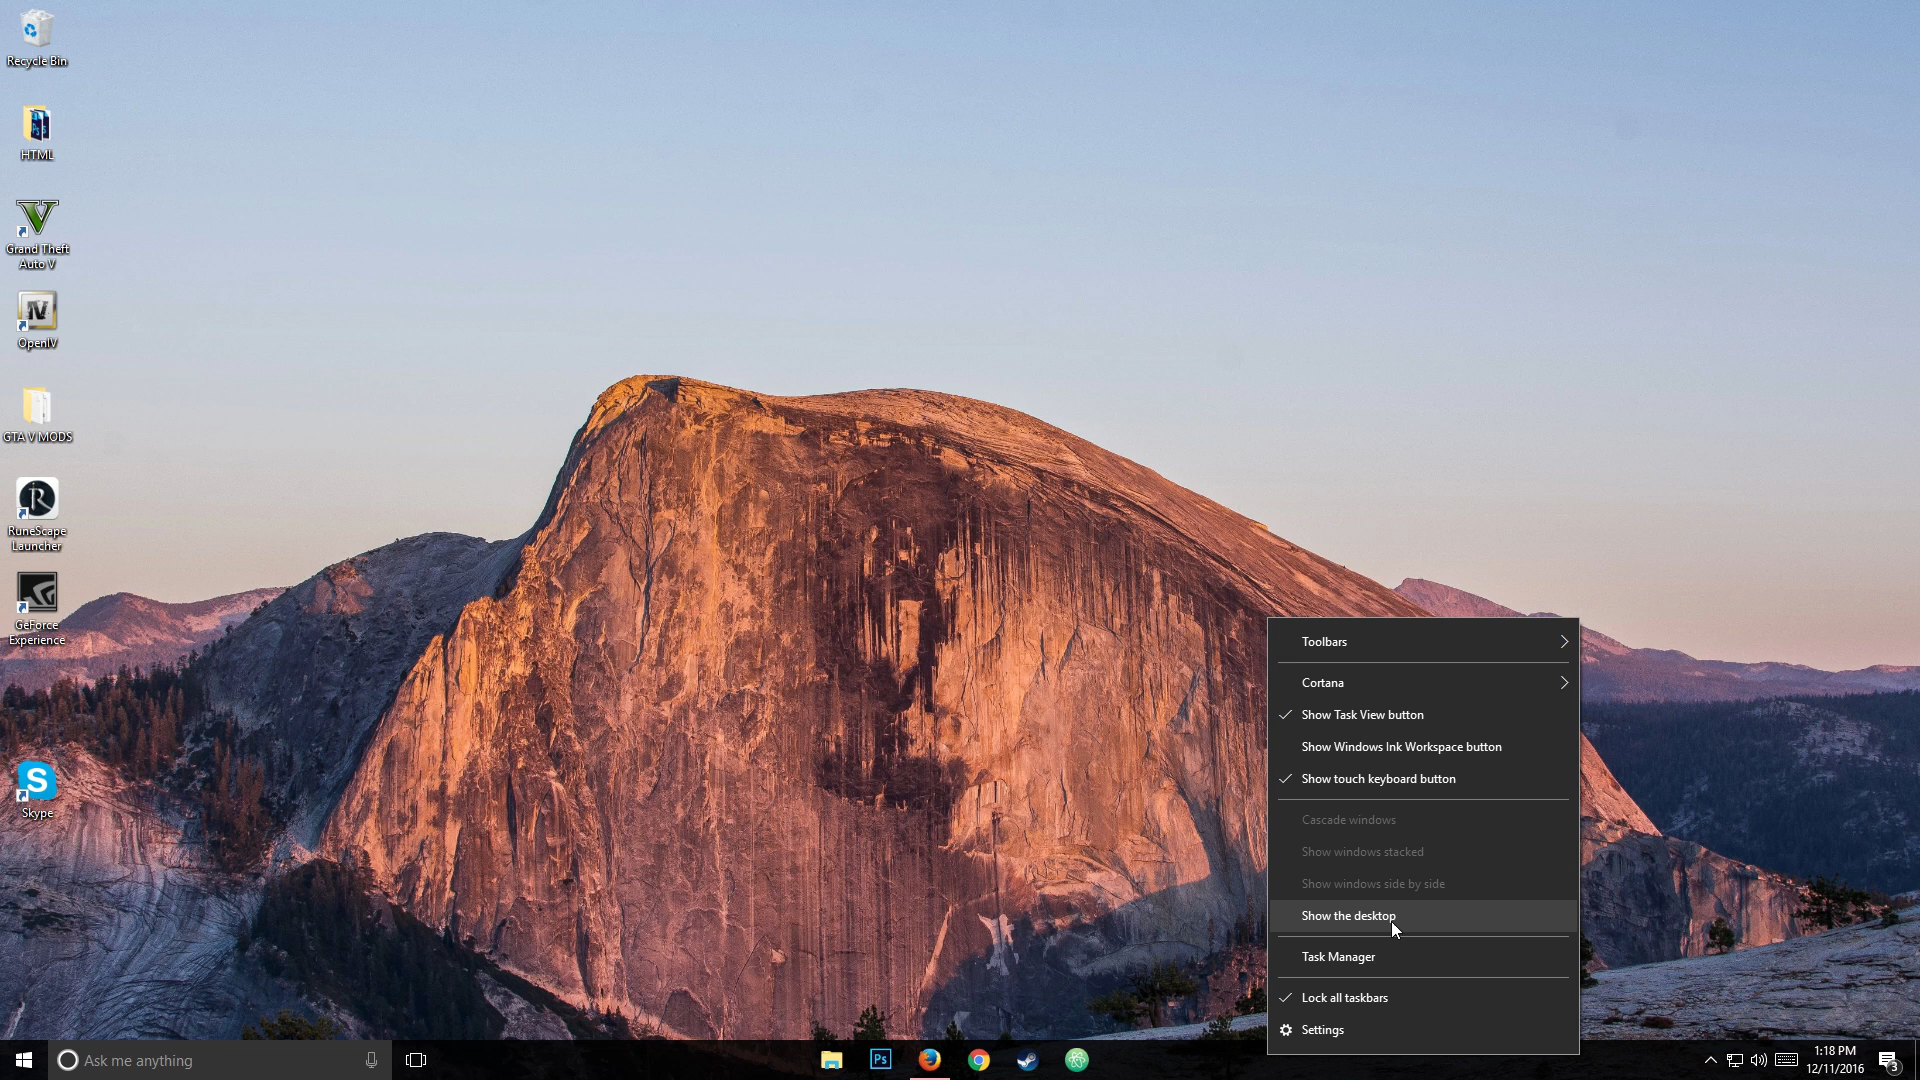 Recycle Bin
HTML
Grand Theft
Auto V
OpenIV
GTA V MODS
RuneScape
Launcher
GeForce
Experience
Skype
Toolbars
Cortana
Show Task View button
Show Windows Ink Workspace button
Show touch keyboard button
Cascade windows
Show windows stacked
Show windows side by side
Show the desktop
Task Manager
Lock all taskbars
Settings
Ask me anything
Ps
1:18 PM
12/11/2016
3